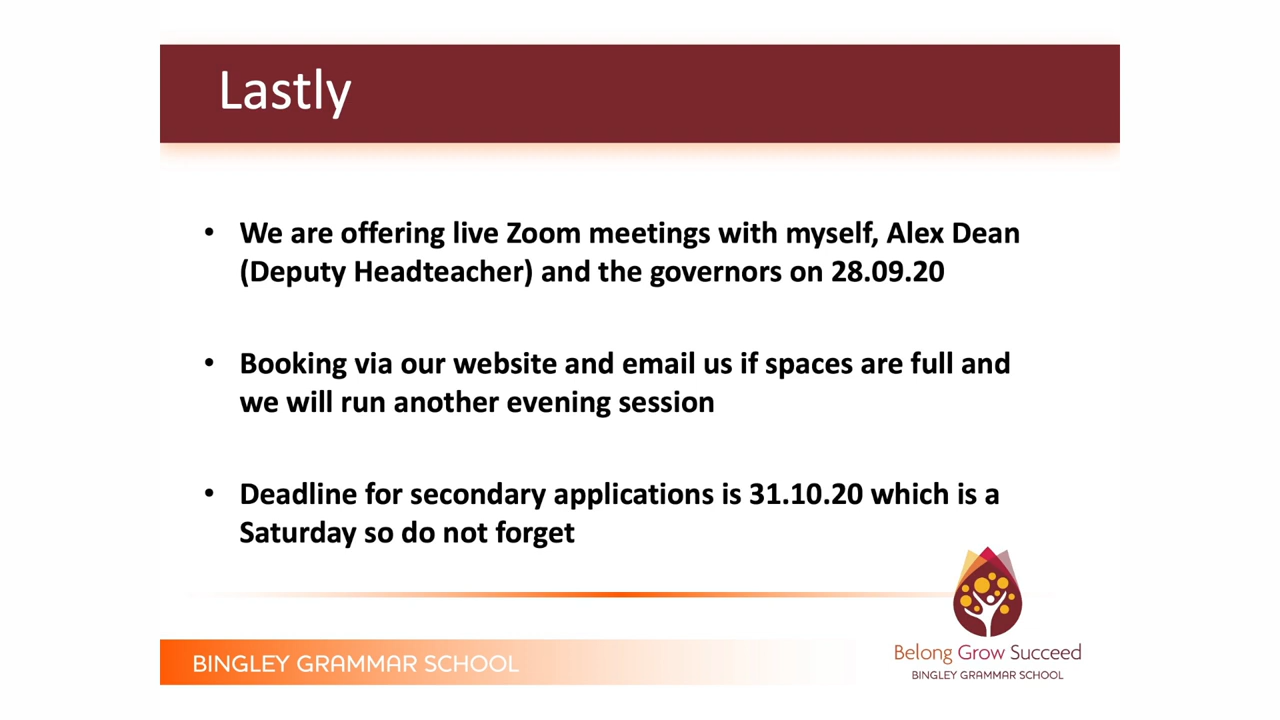 Lastly
• We are offering live Zoom meetings with myself, Alex Dean
(Deputy Headteacher) and the governors on 28.09.20
• Booking via our website and email us if spaces are full and
we will run another evening session
• Deadline for secondary applications is 31.10.20 which is a
Saturday so do not forget
BINGLEY GRAMMAR SCHOOL
Belong Grow Succeed
BINGLEY GRAMMAR SCHOOL